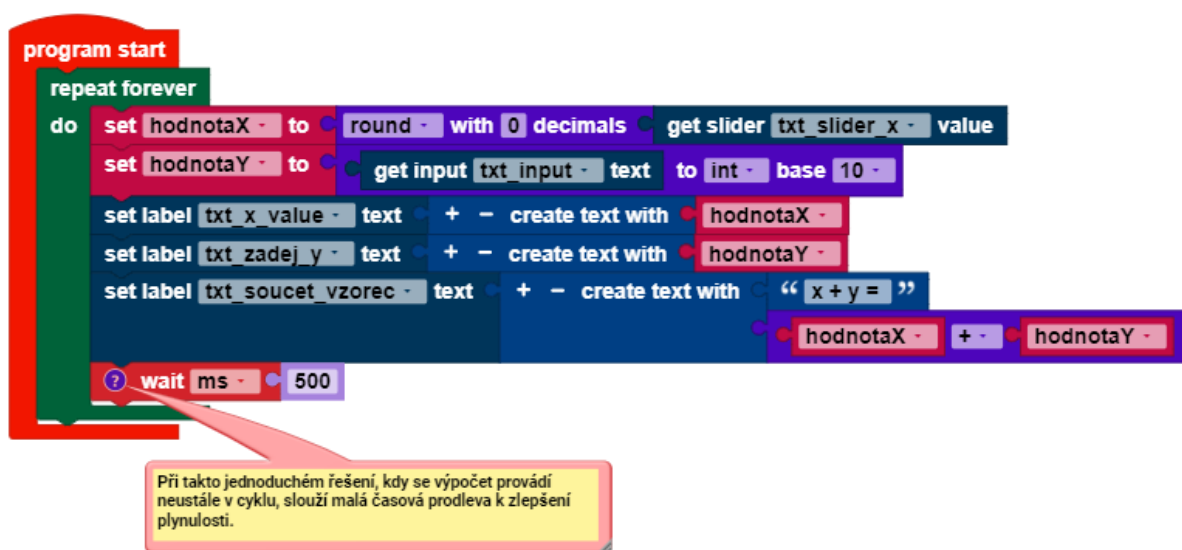 program start
repeat forever
do set hodnotaX to round with 0 decimals get slider txt_slider_x value
set hodnotaY to get input txt_input text to int base 10
set label txt_x_value text + − create text with hodnotaX
set label txt_zadej_y text + − create text with hodnotaY
set label txt_soucet_vzorec text + − create text with “ x + y = ”
hodnotaX + hodnotaY
? wait ms 500
Při takto jednoduchém řešení, kdy se výpočet provádí
neustále v cyklu, slouží malá časová prodleva k zlepšení
plynulosti.